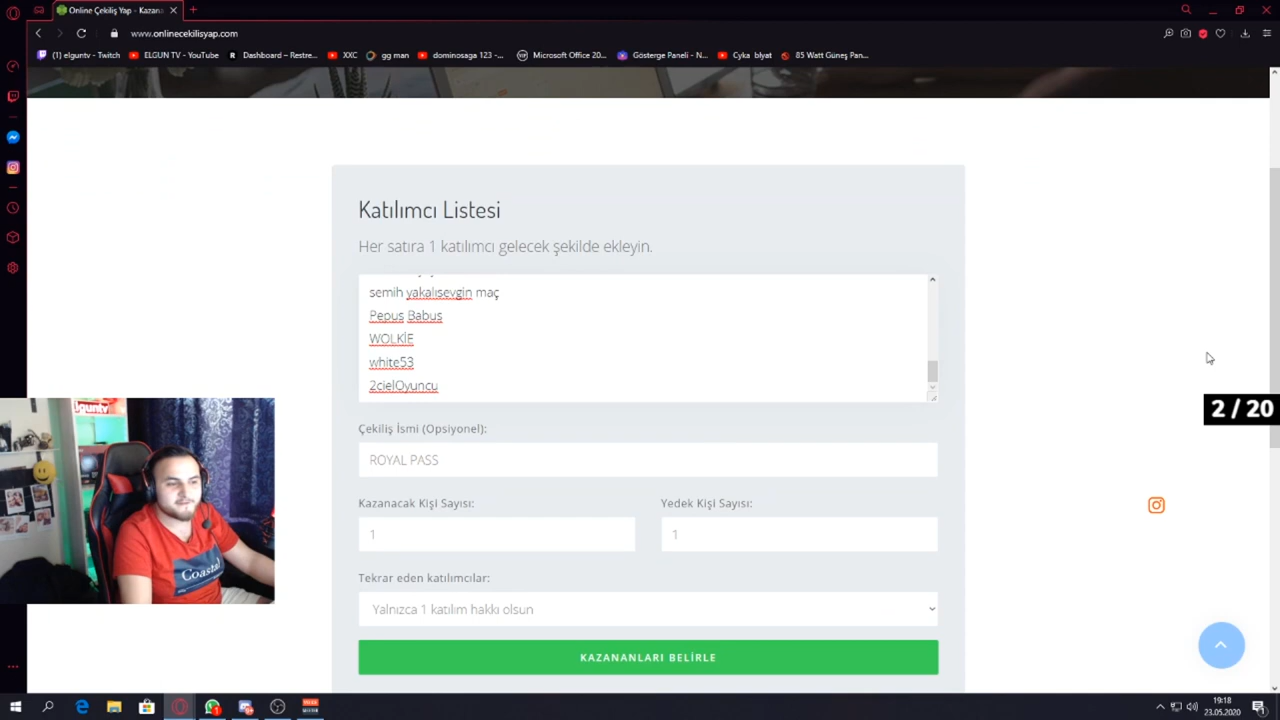 Online Çekiliş Yap - Kazana
www.onlinecekilisyap.com
(1) elguntv - Twitch
ELGUN TV - YouTube
Dashboard – Restre...
XXC
gg man
dominosaga 123 -...
Microsoft Office 20...
Gösterge Paneli - N...
Cyka blyat
85 Watt Güneş Pan...
Katılımcı Listesi
Her satıra 1 katılımcı gelecek şekilde ekleyin.
semih yakalısevgin maç
Pepus Babus
WOLKİE
white53
2cielOyuncu
2 / 20
Çekiliş İsmi (Opsiyonel):
ROYAL PASS
Kazanacak Kişi Sayısı:
Yedek Kişi Sayısı:
1
1
Tekrar eden katılımcılar:
Yalnızca 1 katılım hakkı olsun
KAZANANLARI BELİRLE
elguntv
Coastal
19:18
23.05.2020